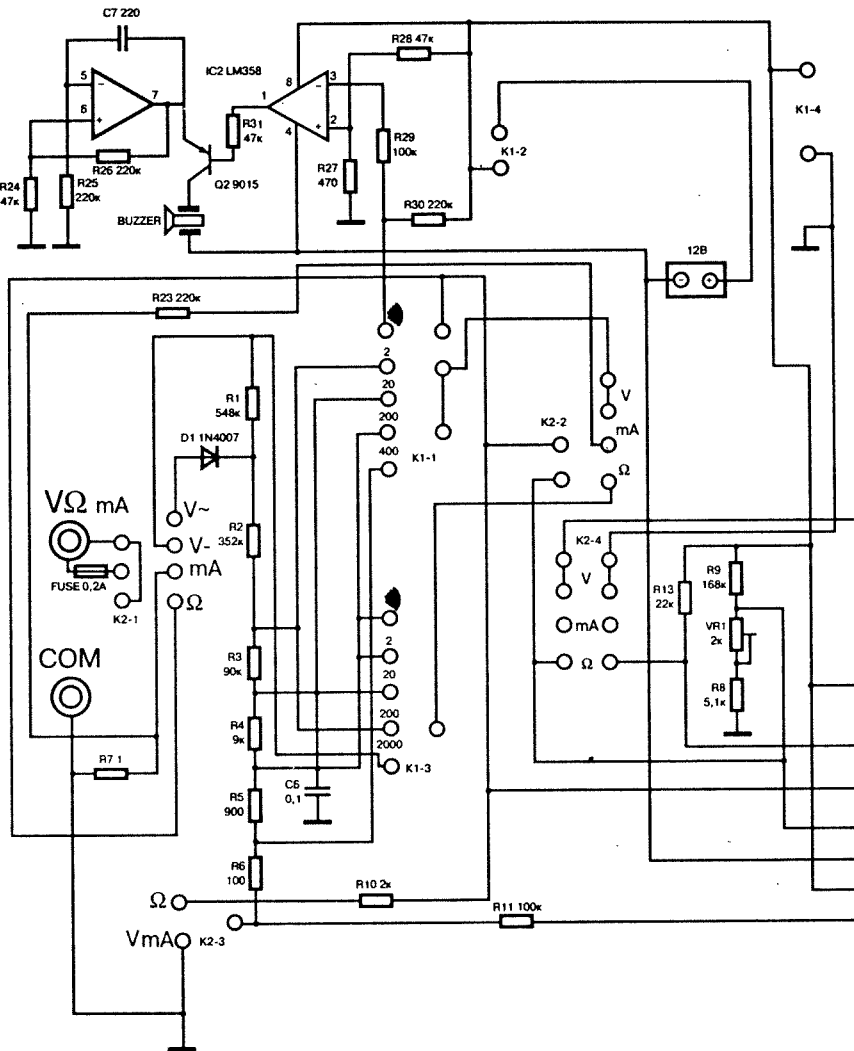 C7 220
IC2 LM358
R28 47к
5
6
7
8
1
4
3
2
K1-4
K1-2
R31
47к
R29
100к
R26 220к
R24
47к
R25
220к
Q2 9015
R27
470
R30 220к
BUZZER
12В
R23 220к
2
20
200
400
K1-1
R1
548к
D1 1N4007
V
K2-2
mA
Ω
VΩ mA
V~
V-
mA
Ω
FUSE 0,2A
K2-1
R2
352к
K2-4
V
mA
Ω
R13
22к
R9
168к
VR1
2к
R8
5,1к
COM
R3
90к
2
20
200
2000
K1-3
R4
9к
R7 1
C6
0,1
R5
900
R6
100
R10 2к
Ω
R11 100к
VmA
K2-3